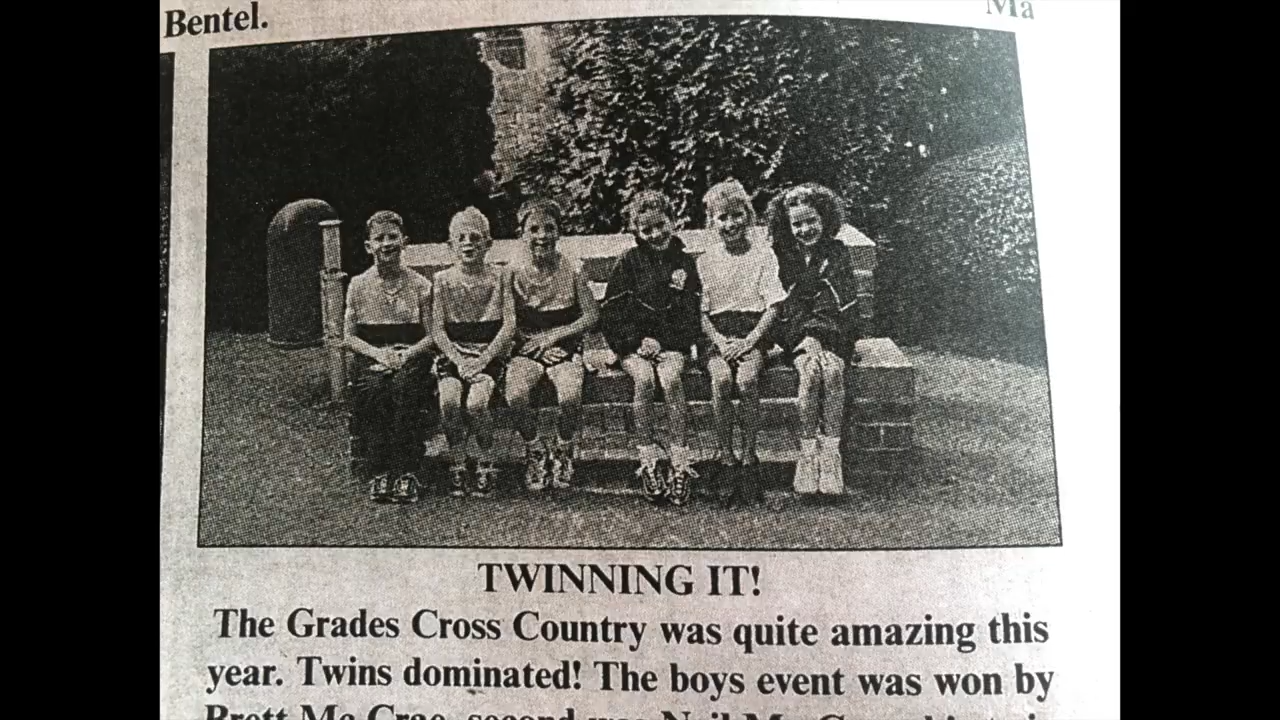 Bentel.
Ma
TWINNING IT!
The Grades Cross Country was quite amazing this
year. Twins dominated! The boys event was won by